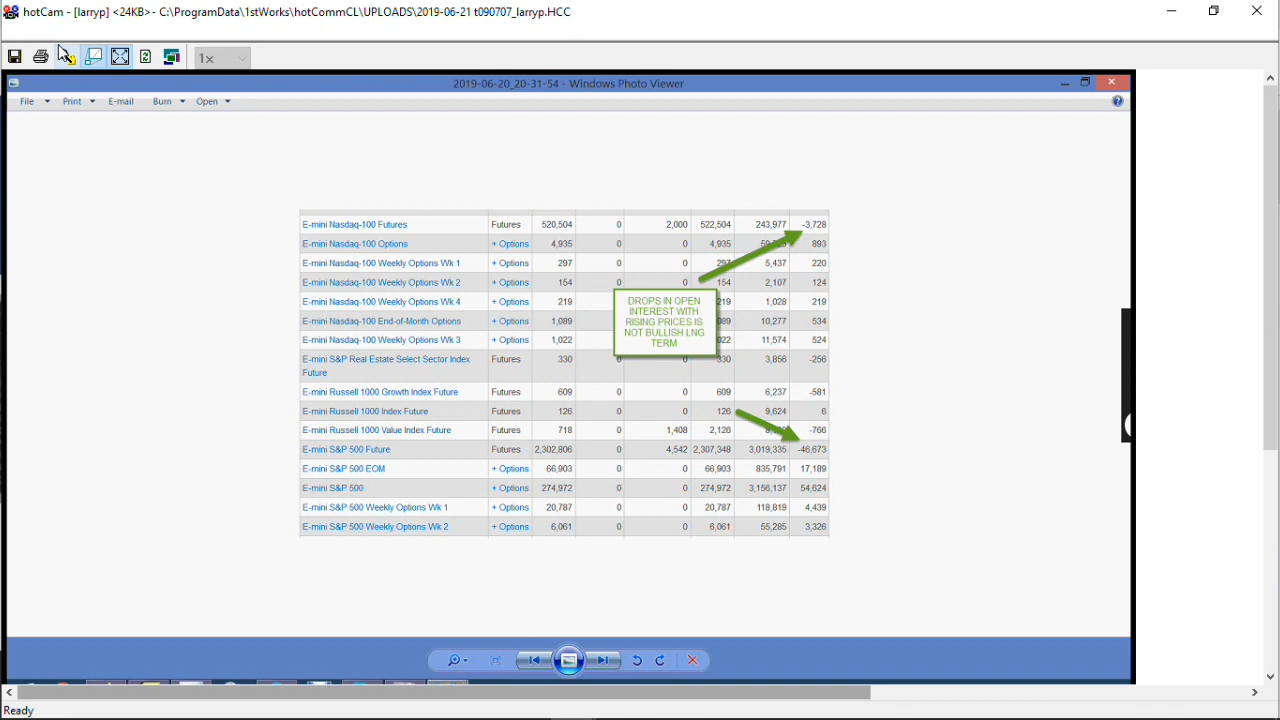 hotCam - [larryp] <24KB>- C:\ProgramData\1stWorks\hotCommCL\UPLOADS\2019-06-21 t090707_larryp.HCC
1x
2019-06-20_20-31-54 - Windows Photo Viewer
File Print E-mail Burn Open
E-mini Nasdaq-100 Futures Futures 520,504 0 2,000 522,504 243,977 -3,728
E-mini Nasdaq-100 Options + Options 4,935 0 0 4,935 893
E-mini Nasdaq-100 Weekly Options Wk 1 + Options 297 0 0 297 5,437 220
E-mini Nasdaq-100 Weekly Options Wk 2 + Options 154 0 0 154 2,107 124
E-mini Nasdaq-100 Weekly Options Wk 4 + Options 219 0 219 1,028 219
E-mini Nasdaq-100 End-of-Month Options + Options 1,089 0 089 10,277 534
E-mini Nasdaq-100 Weekly Options Wk 3 + Options 1,022 0 022 11,574 524
DROPS IN OPEN
INTEREST WITH
RISING PRICES IS
NOT BULLISH LNG
TERM
E-mini S&P Real Estate Select Sector Index Futures 330 0 0 330 3,856 -256
Future
E-mini Russell 1000 Growth Index Future Futures 609 0 0 609 6,237 -581
E-mini Russell 1000 Index Future Futures 126 0 0 126 9,624 6
E-mini Russell 1000 Value Index Future Futures 718 0 1,408 2,126 -766
E-mini S&P 500 Future Futures 2,302,806 0 4,542 2,307,348 3,019,335 -46,673
E-mini S&P 500 EOM + Options 66,903 0 0 66,903 835,791 17,189
E-mini S&P 500 + Options 274,972 0 0 274,972 3,156,137 54,624
E-mini S&P 500 Weekly Options Wk 1 + Options 20,787 0 0 20,787 118,819 4,439
E-mini S&P 500 Weekly Options Wk 2 + Options 6,061 0 0 6,061 55,285 3,326
Ready